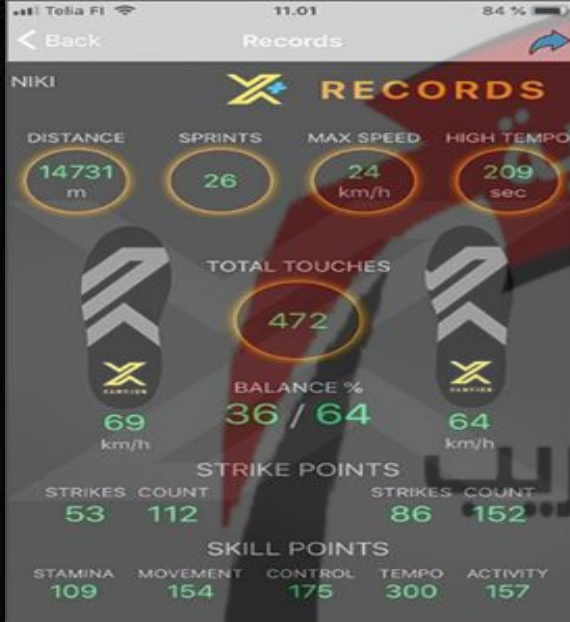 Telia FI 11.01 84 %
Back Records
NIKI
RECORDS
DISTANCE SPRINTS MAX SPEED HIGH TEMPO
14731 m 26 24 km/h 209 sec
TOTAL TOUCHES
472
BALANCE %
36 / 64
69 km/h
64 km/h
STRIKE POINTS
STRIKES COUNT STRIKES COUNT
53 112 86 152
SKILL POINTS
STAMINA MOVEMENT CONTROL TEMPO ACTIVITY
109 154 175 300 157